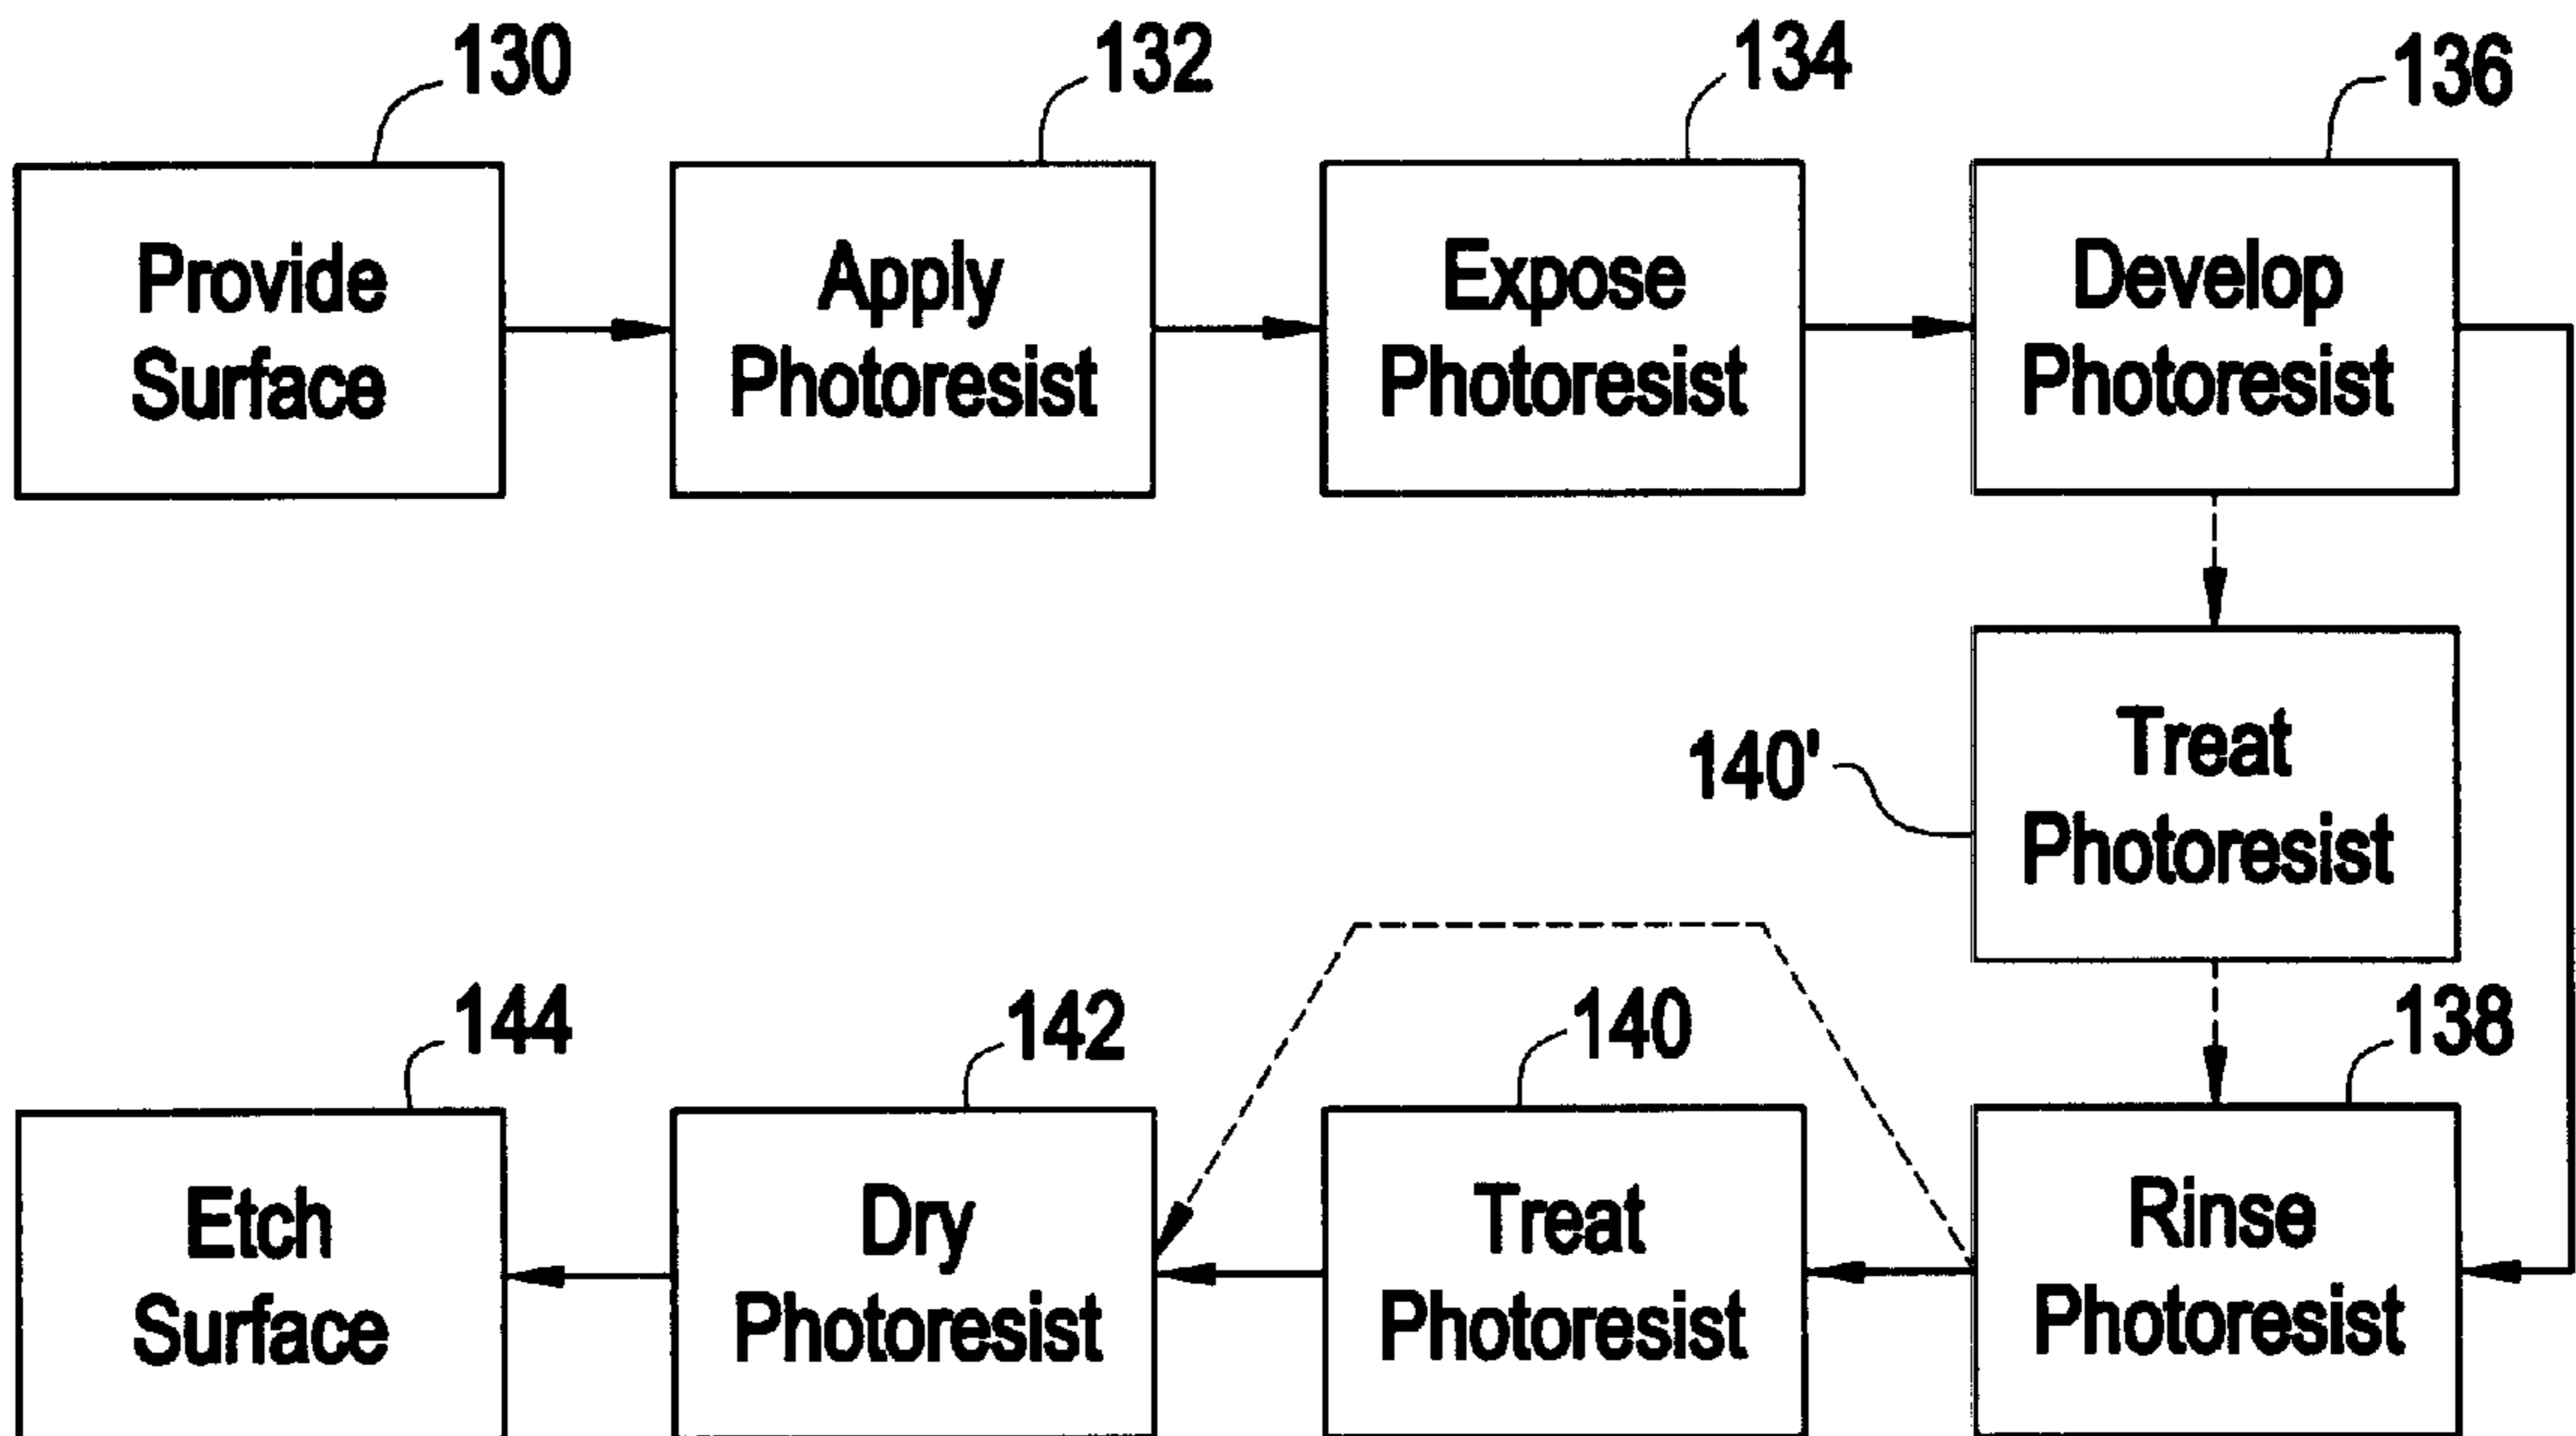 130
Provide
Surface
132
Apply
Photoresist
134
Expose
Photoresist
136
Develop
Photoresist
140'
Treat
Photoresist
138
Rinse
Photoresist
140
Treat
Photoresist
142
Dry
Photoresist
144
Etch
Surface